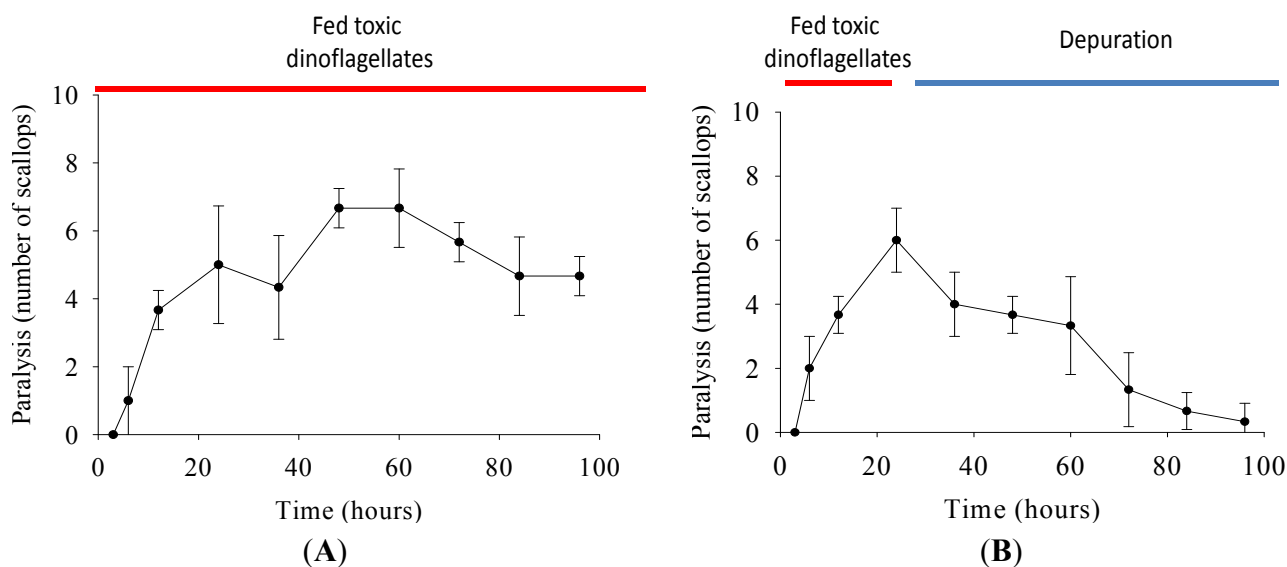 Fed toxic
dinoflagellates
10
8
6
4
2
0
Paralysis (number of scallops)
0 20 40 60 80 100
Time (hours)
(A)
Fed toxic
dinoflagellates
Depuration
10
8
6
4
2
0
Paralysis (number of scallops)
0 20 40 60 80 100
Time (hours)
(B)